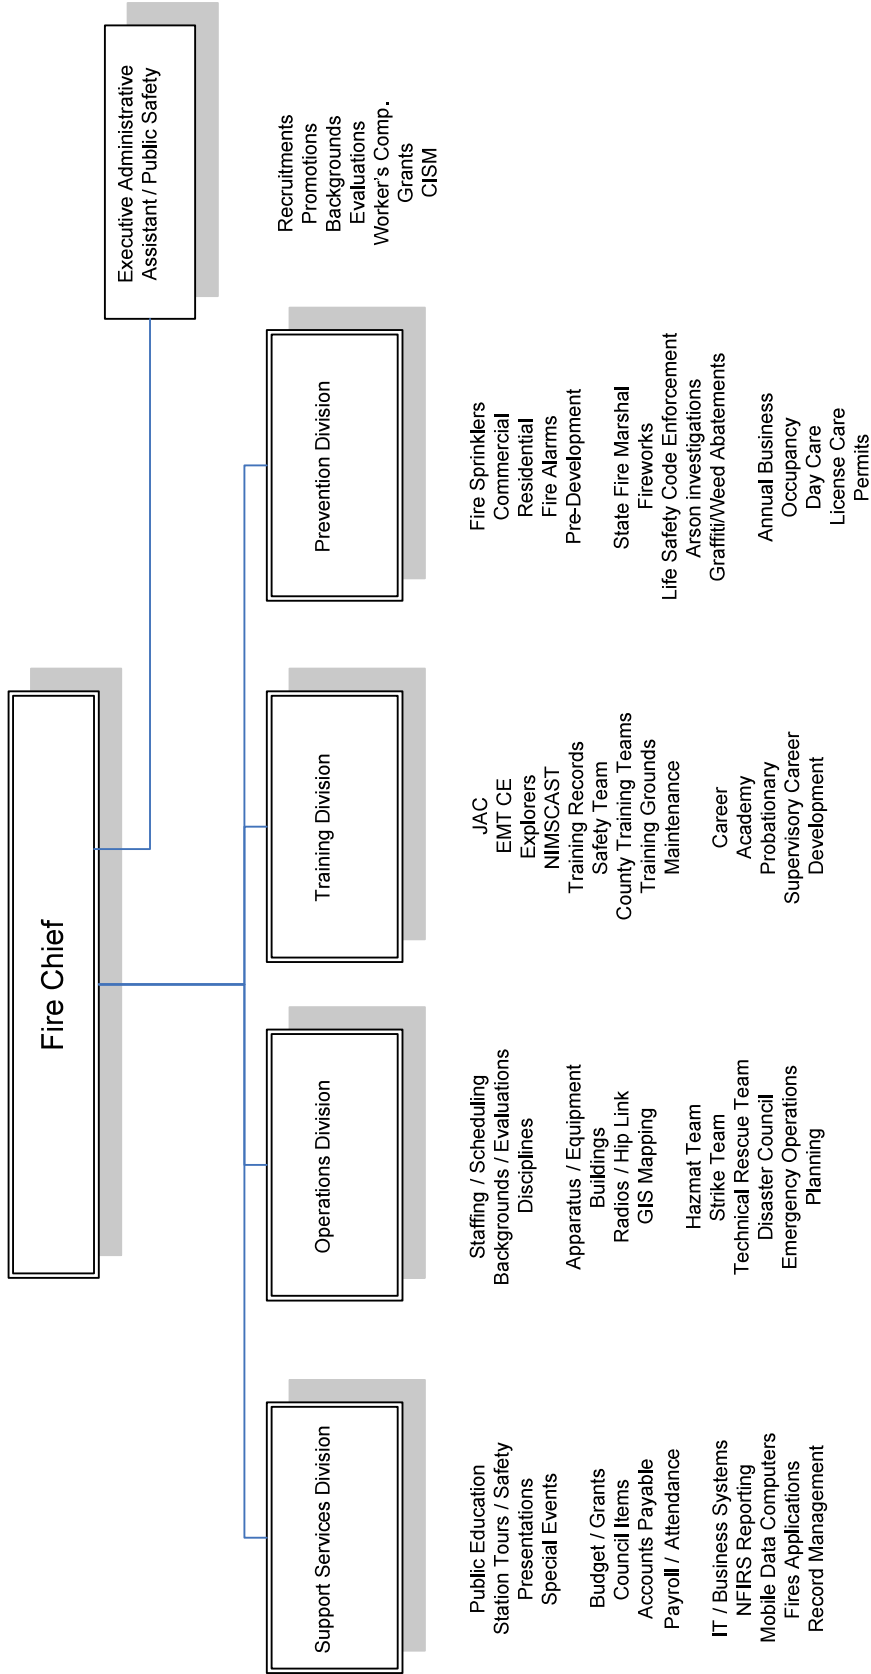 Fire Chief
Executive Administrative
Assistant / Public Safety
Recruitments
Promotions
Backgrounds
Evaluations
Worker's Comp.
Grants
CISM
Support Services Division
Public Education
Station Tours / Safety
Presentations
Special Events
Budget / Grants
Council Items
Accounts Payable
Payroll / Attendance
IT / Business Systems
NFIRS Reporting
Mobile Data Computers
Fires Applications
Record Management
Operations Division
Staffing / Scheduling
Backgrounds / Evaluations
Disciplines
Apparatus / Equipment
Buildings
Radios / Hip Link
GIS Mapping
Hazmat Team
Strike Team
Technical Rescue Team
Disaster Council
Emergency Operations
Planning
Training Division
JAC
EMT CE
Explorers
NIMSCAST
Training Records
Safety Team
County Training Teams
Training Grounds
Maintenance
Career
Academy
Probationary
Supervisory Career
Development
Prevention Division
Fire Sprinklers
Commercial
Residential
Fire Alarms
Pre-Development
State Fire Marshal
Fireworks
Life Safety Code Enforcement
Arson investigations
Graffiti/Weed Abatements
Annual Business
Occupancy
Day Care
License Care
Permits